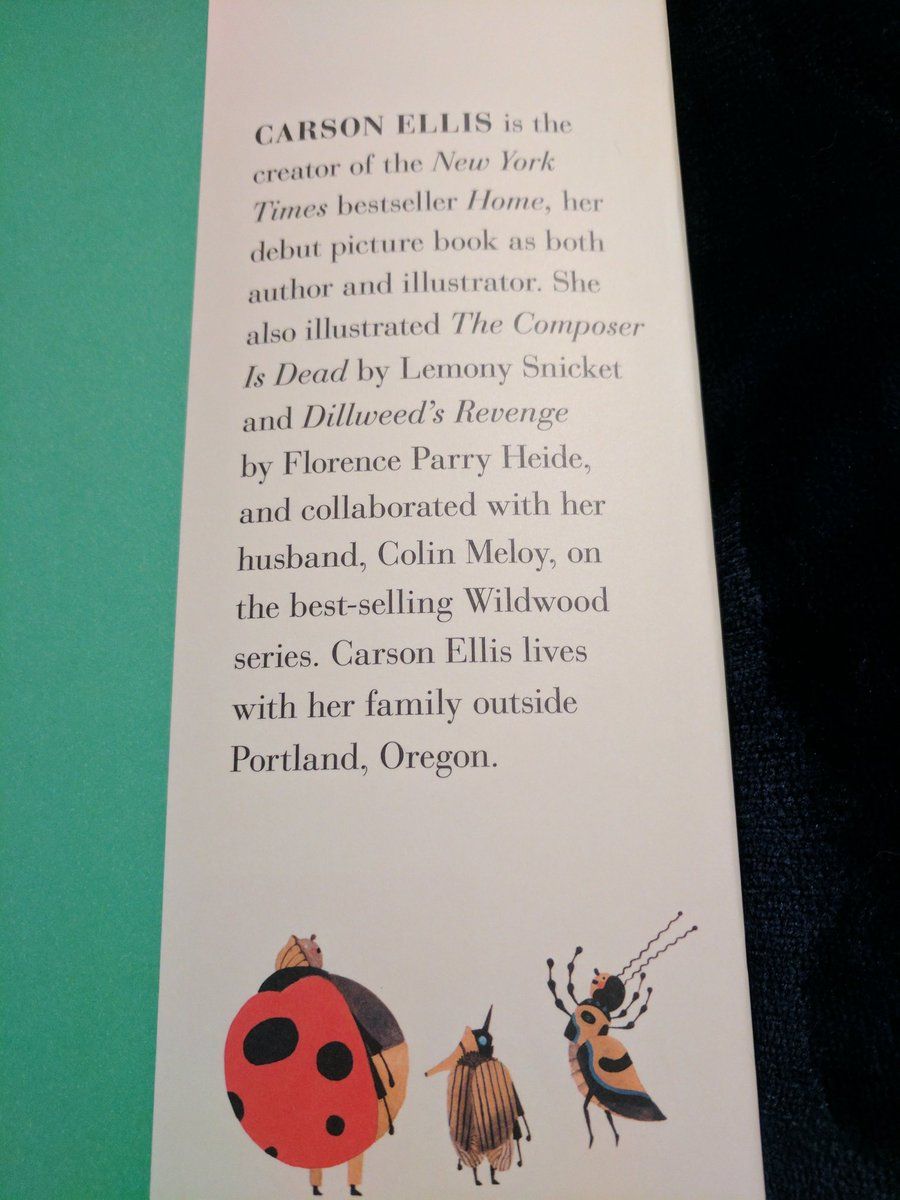 CARSON ELLIS is the
creator of the New York
Times bestseller Home, her
debut picture book as both
author and illustrator. She
also illustrated The Composer
Is Dead by Lemony Snicket
and Dillweed's Revenge
by Florence Parry Heide,
and collaborated with her
husband, Colin Meloy, on
the best-selling Wildwood
series. Carson Ellis lives
with her family outside
Portland, Oregon.